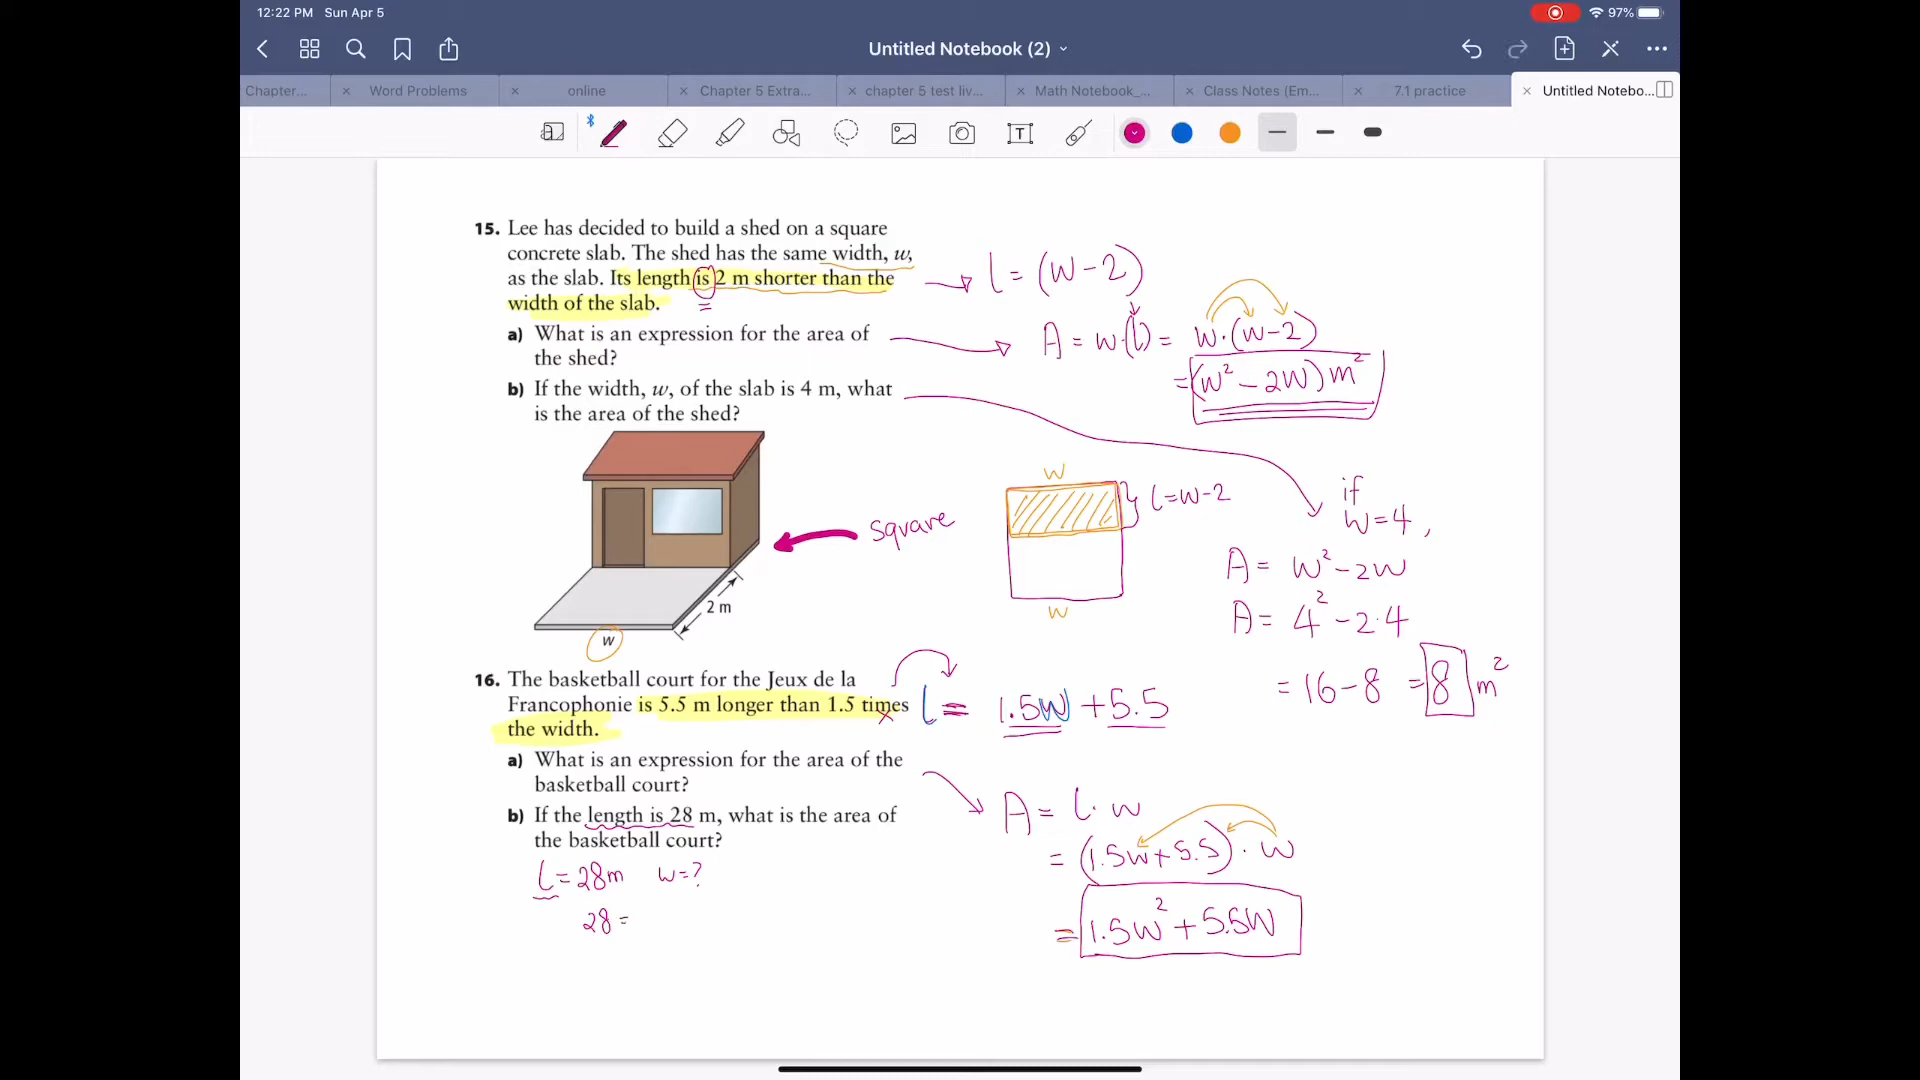 12:22 PM Sun Apr 5
97%
Untitled Notebook (2)
Chapter...
Word Problems
online
Chapter 5 Extra...
chapter 5 test liv...
Math Notebook_...
Class Notes (Em...
7.1 practice
Untitled Notebo...
15. Lee has decided to build a shed on a square
concrete slab. The shed has the same width, w,
as the slab. Its length is 2 m shorter than the
width of the slab.
l = (w-2)
a) What is an expression for the area of
the shed?
A = w·(l) = w·(w-2)
= (w² - 2w) m²
b) If the width, w, of the slab is 4 m, what
is the area of the shed?
w
l=w-2
w
square
2 m
w
if
w=4,
A = w²-2w
A = 4²-2·4
= 16-8 = 8 m²
16. The basketball court for the Jeux de la
Francophonie is 5.5 m longer than 1.5 times
the width.
l = 1.5w +5.5
a) What is an expression for the area of the
basketball court?
A = l·w
= (1.5w+5.5)·w
= 1.5w² + 5.5w
b) If the length is 28 m, what is the area of
the basketball court?
l = 28m w=?
28 =